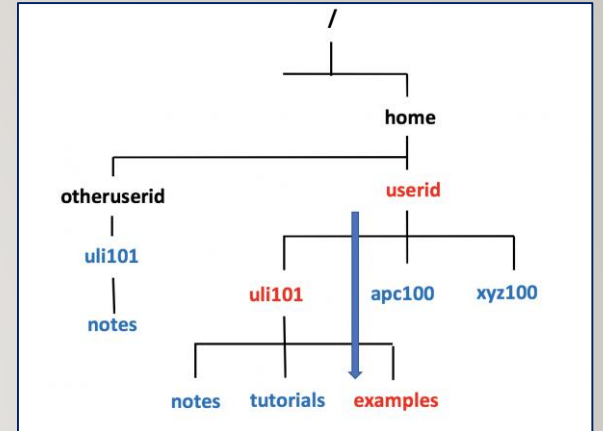 /
home
otheruserid userid
uli101
uli101 apc100 xyz100
notes
notes tutorials examples